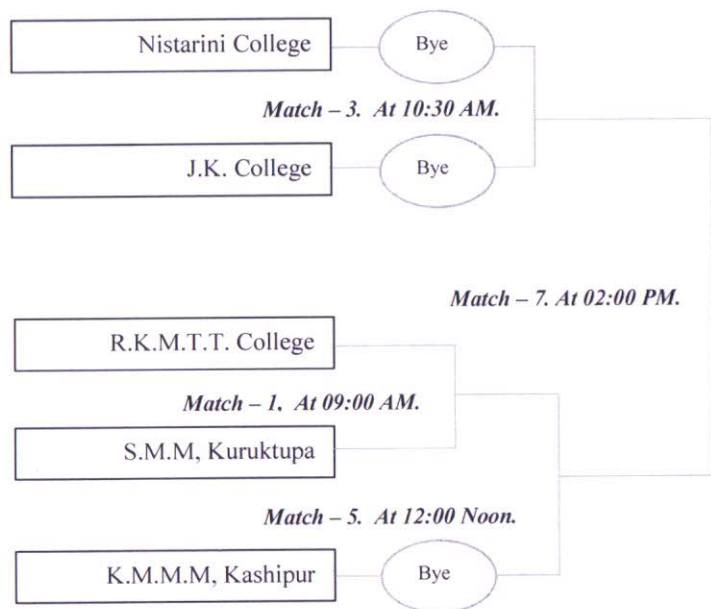 Nistarini College
Bye
Match – 3. At 10:30 AM.
J.K. College
Bye
Match – 7. At 02:00 PM.
R.K.M.T.T. College
Match – 1. At 09:00 AM.
S.M.M, Kuruktupa
Match – 5. At 12:00 Noon.
K.M.M.M, Kashipur
Bye